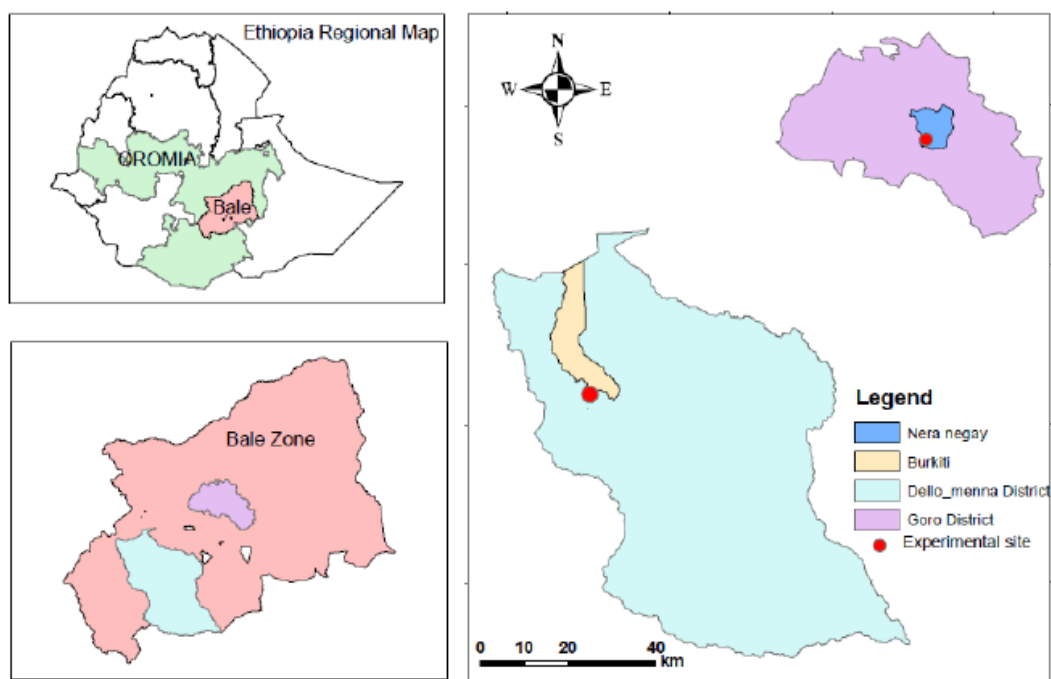 Ethiopia Regional Map
OROMIA
Bale
Bale Zone
N
W E
S
Legend
Nera negay
Burkiti
Dello_menna District
Goro District
Experimental site
0 10 20 40
km